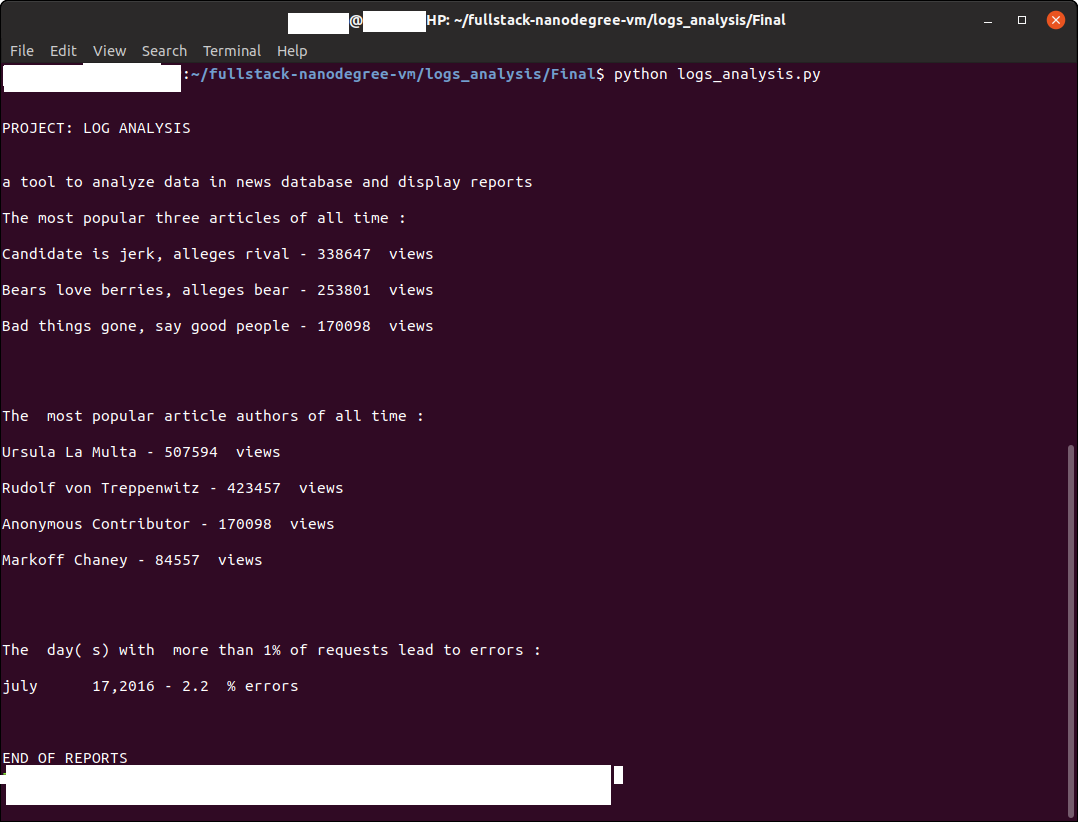 @ HP: ~/fullstack-nanodegree-vm/logs_analysis/Final
File Edit View Search Terminal Help
:~/fullstack-nanodegree-vm/logs_analysis/Final$ python logs_analysis.py
PROJECT: LOG ANALYSIS
a tool to analyze data in news database and display reports
The most popular three articles of all time :
Candidate is jerk, alleges rival - 338647  views
Bears love berries, alleges bear - 253801  views
Bad things gone, say good people - 170098  views
The  most popular article authors of all time :
Ursula La Multa - 507594  views
Rudolf von Treppenwitz - 423457  views
Anonymous Contributor - 170098  views
Markoff Chaney - 84557  views
The  day( s) with  more than 1% of requests lead to errors :
july      17,2016 - 2.2  % errors
END OF REPORTS